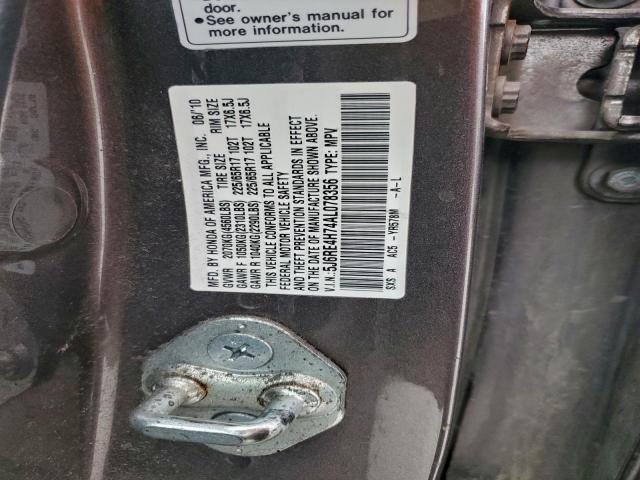 door.
•See owner's manual for
more information.
MFD. BY HONDA OF AMERICA MFG., INC. 06/10
GVWR 2070KG(4560LBS) TIRE SIZE RIM SIZE
GAWR F 1050KG(2310LBS) 225/65R17 102T 17X6.5J
GAWR R 1040KG(2290LBS) 225/65R17 102T 17X6.5J
THIS VEHICLE CONFORMS TO ALL APPLICABLE
FEDERAL MOTOR VEHICLE SAFETY
AND THEFT PREVENTION STANDARDS IN EFFECT
ON THE DATE OF MANUFACTURE SHOWN ABOVE.
V.I.N:5J6RE4H74AL078356 TYPE: MPV
SXS A AC5 -YR578M -A-L